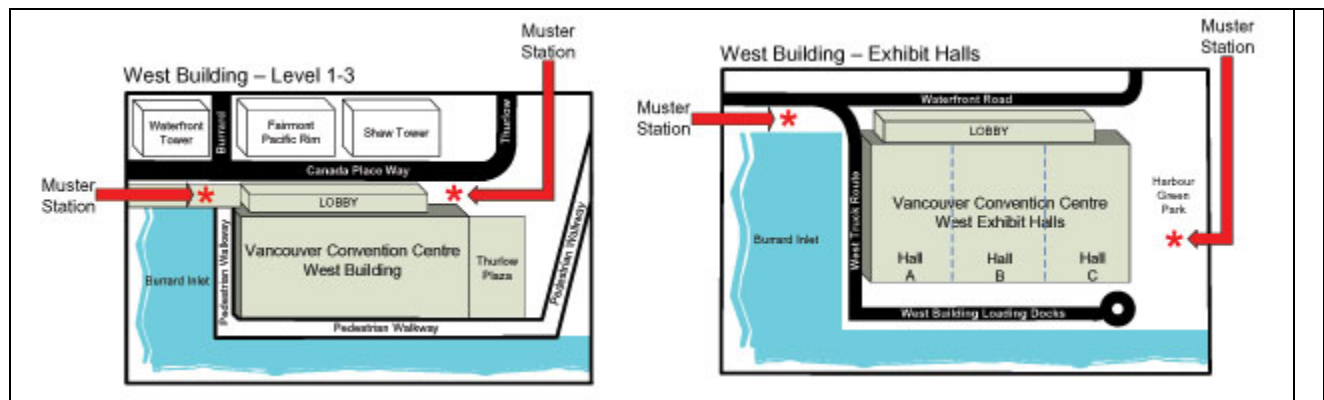 West Building – Level 1-3
Muster
Station
Waterfront
Tower
Burrard
Fairmont
Pacific Rim
Shaw Tower
Thurlow
Canada Place Way
Muster
Station
LOBBY
Vancouver Convention Centre
West Building
Thurlow
Plaza
Burrard Inlet
Pedestrian Walkway
Pedestrian Walkway
Pedestrian Walkway
West Building – Exhibit Halls
Muster
Station
Waterfront Road
Muster
Station
LOBBY
West Truck Route
Vancouver Convention Centre
West Exhibit Halls
Harbour
Green
Park
Burrard Inlet
Hall
A
Hall
B
Hall
C
West Building Loading Docks